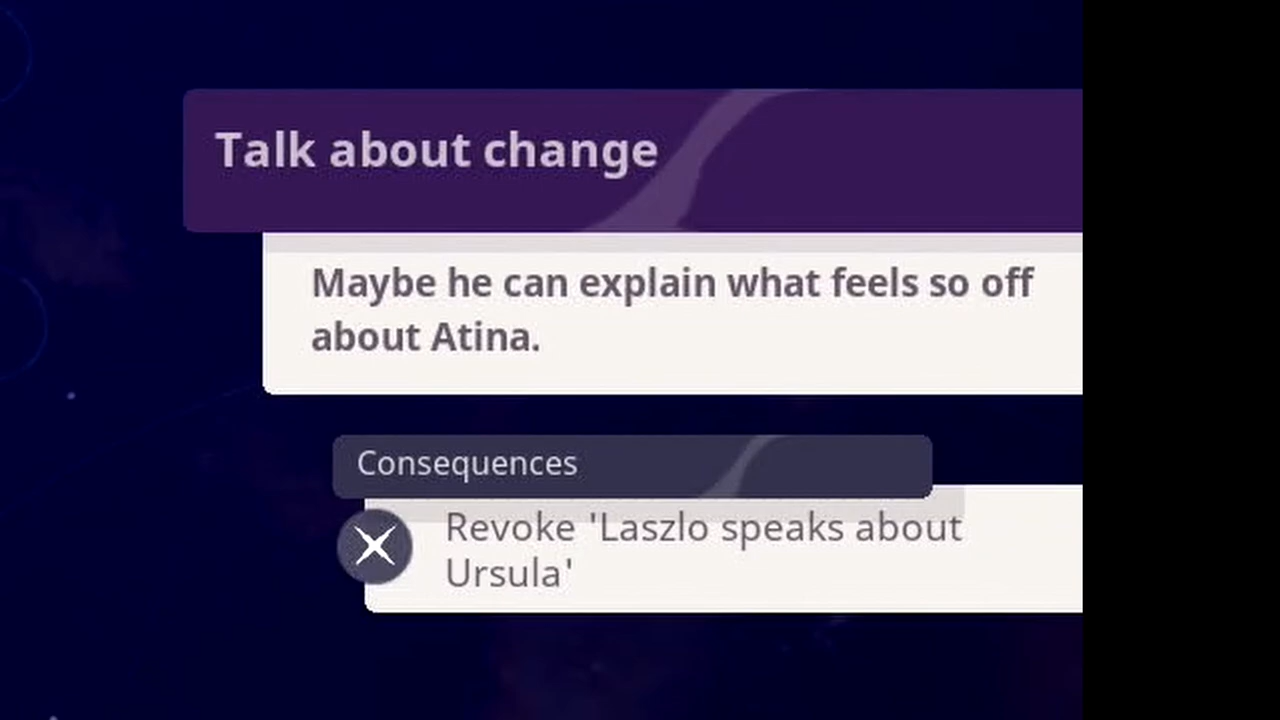 Talk about change
Maybe he can explain what feels so off
about Atina.
Consequences
Revoke 'Laszlo speaks about
Ursula'